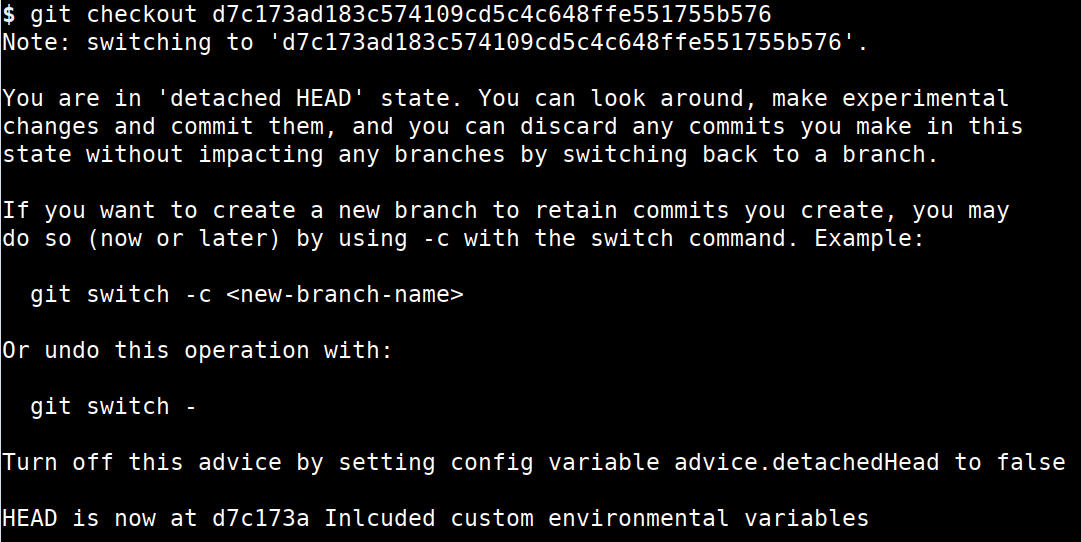 $ git checkout d7c173ad183c574109cd5c4c648ffe551755b576
Note: switching to 'd7c173ad183c574109cd5c4c648ffe551755b576'.
You are in 'detached HEAD' state. You can look around, make experimental
changes and commit them, and you can discard any commits you make in this
state without impacting any branches by switching back to a branch.
If you want to create a new branch to retain commits you create, you may
do so (now or later) by using -c with the switch command. Example:
git switch -c <new-branch-name>
Or undo this operation with:
git switch -
Turn off this advice by setting config variable advice.detachedHead to false
HEAD is now at d7c173a Inlcuded custom environmental variables